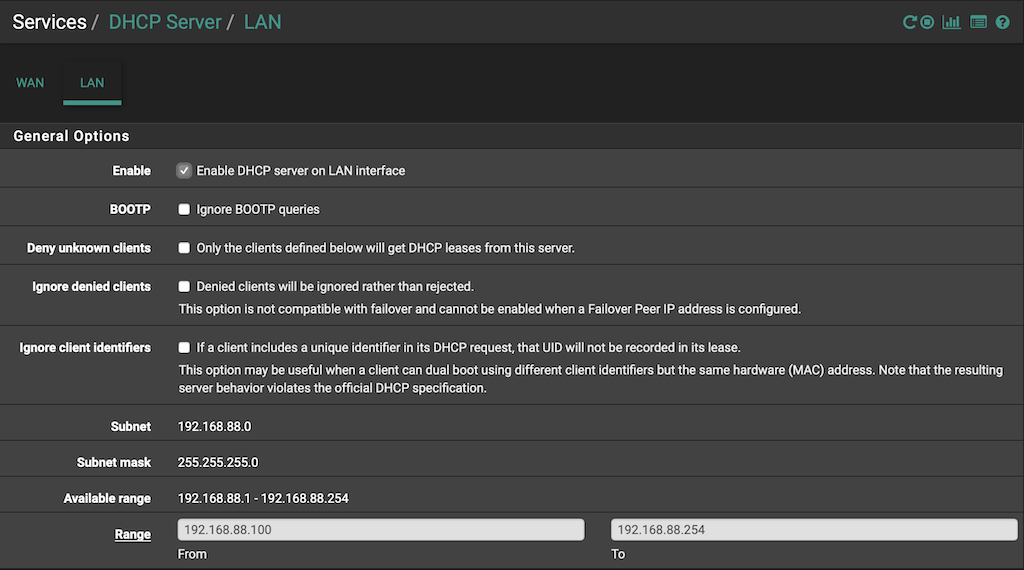 Services / DHCP Server / LAN
WAN LAN
General Options
Enable Enable DHCP server on LAN interface
BOOTP Ignore BOOTP queries
Deny unknown clients Only the clients defined below will get DHCP leases from this server.
Ignore denied clients Denied clients will be ignored rather than rejected.
This option is not compatible with failover and cannot be enabled when a Failover Peer IP address is configured.
Ignore client identifiers If a client includes a unique identifier in its DHCP request, that UID will not be recorded in its lease.
This option may be useful when a client can dual boot using different client identifiers but the same hardware (MAC) address. Note that the resulting
server behavior violates the official DHCP specification.
Subnet 192.168.88.0
Subnet mask 255.255.255.0
Available range 192.168.88.1 - 192.168.88.254
Range 192.168.88.100 192.168.88.254
From To